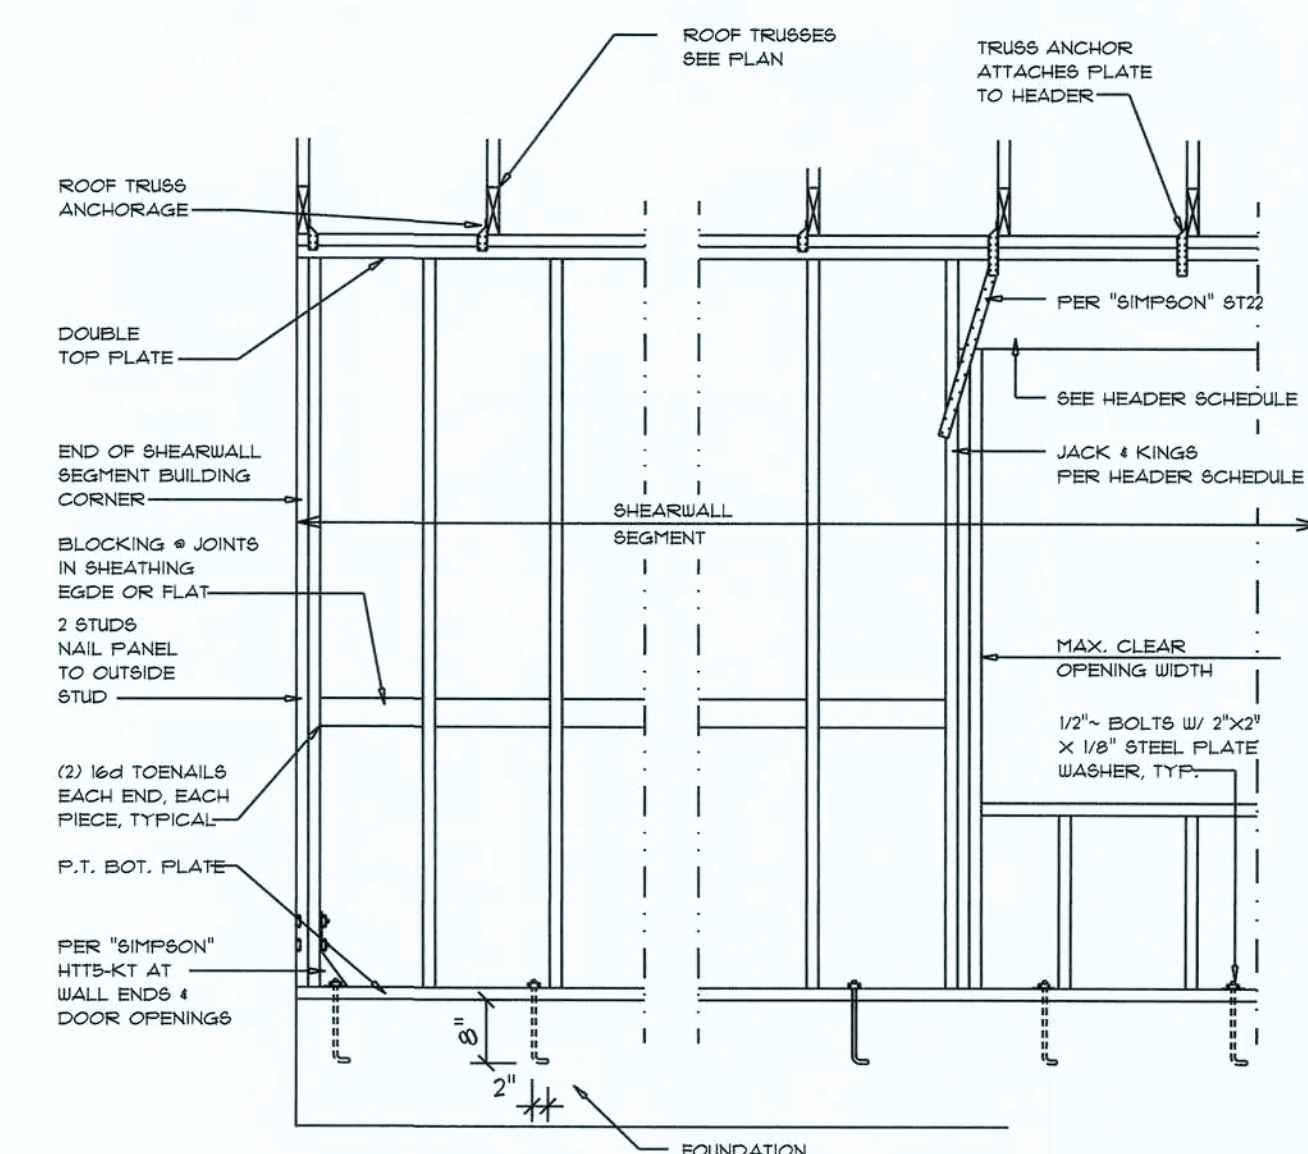 ROOF TRUSSES
SEE PLAN
TRUSS ANCHOR
ATTACHES PLATE
TO HEADER
ROOF TRUSS
ANCHORAGE
PER "SIMPSON" ST22
DOUBLE
TOP PLATE
SEE HEADER SCHEDULE
END OF SHEARWALL
SEGMENT BUILDING
CORNER
JACK & KINGS
PER HEADER SCHEDULE
SHEARWALL
SEGMENT
BLOCKING @ JOINTS
IN SHEATHING
EGDE OR FLAT
2 STUDS
NAIL PANEL
TO OUTSIDE
STUD
MAX. CLEAR
OPENING WIDTH
1/2"~ BOLTS W/ 2"X2"
X 1/8" STEEL PLATE
WASHER, TYP.
(2) 16d TOENAILS
EACH END, EACH
PIECE, TYPICAL
P.T. BOT. PLATE
PER "SIMPSON"
HTT5-KT AT
WALL ENDS &
DOOR OPENINGS
8"
2"
FOUNDATION